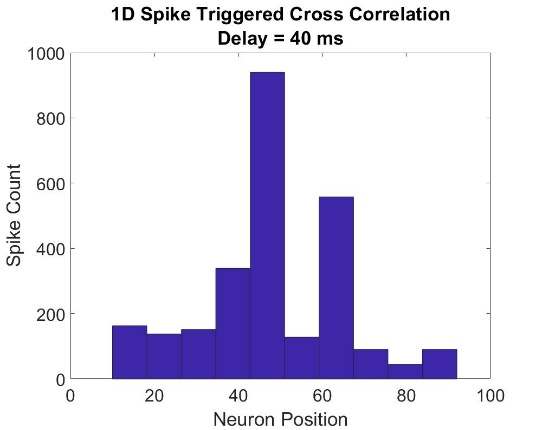 1D Spike Triggered Cross Correlation
Delay = 40 ms
1000
800
600
400
200
0
Spike Count
0 20 40 60 80 100
Neuron Position